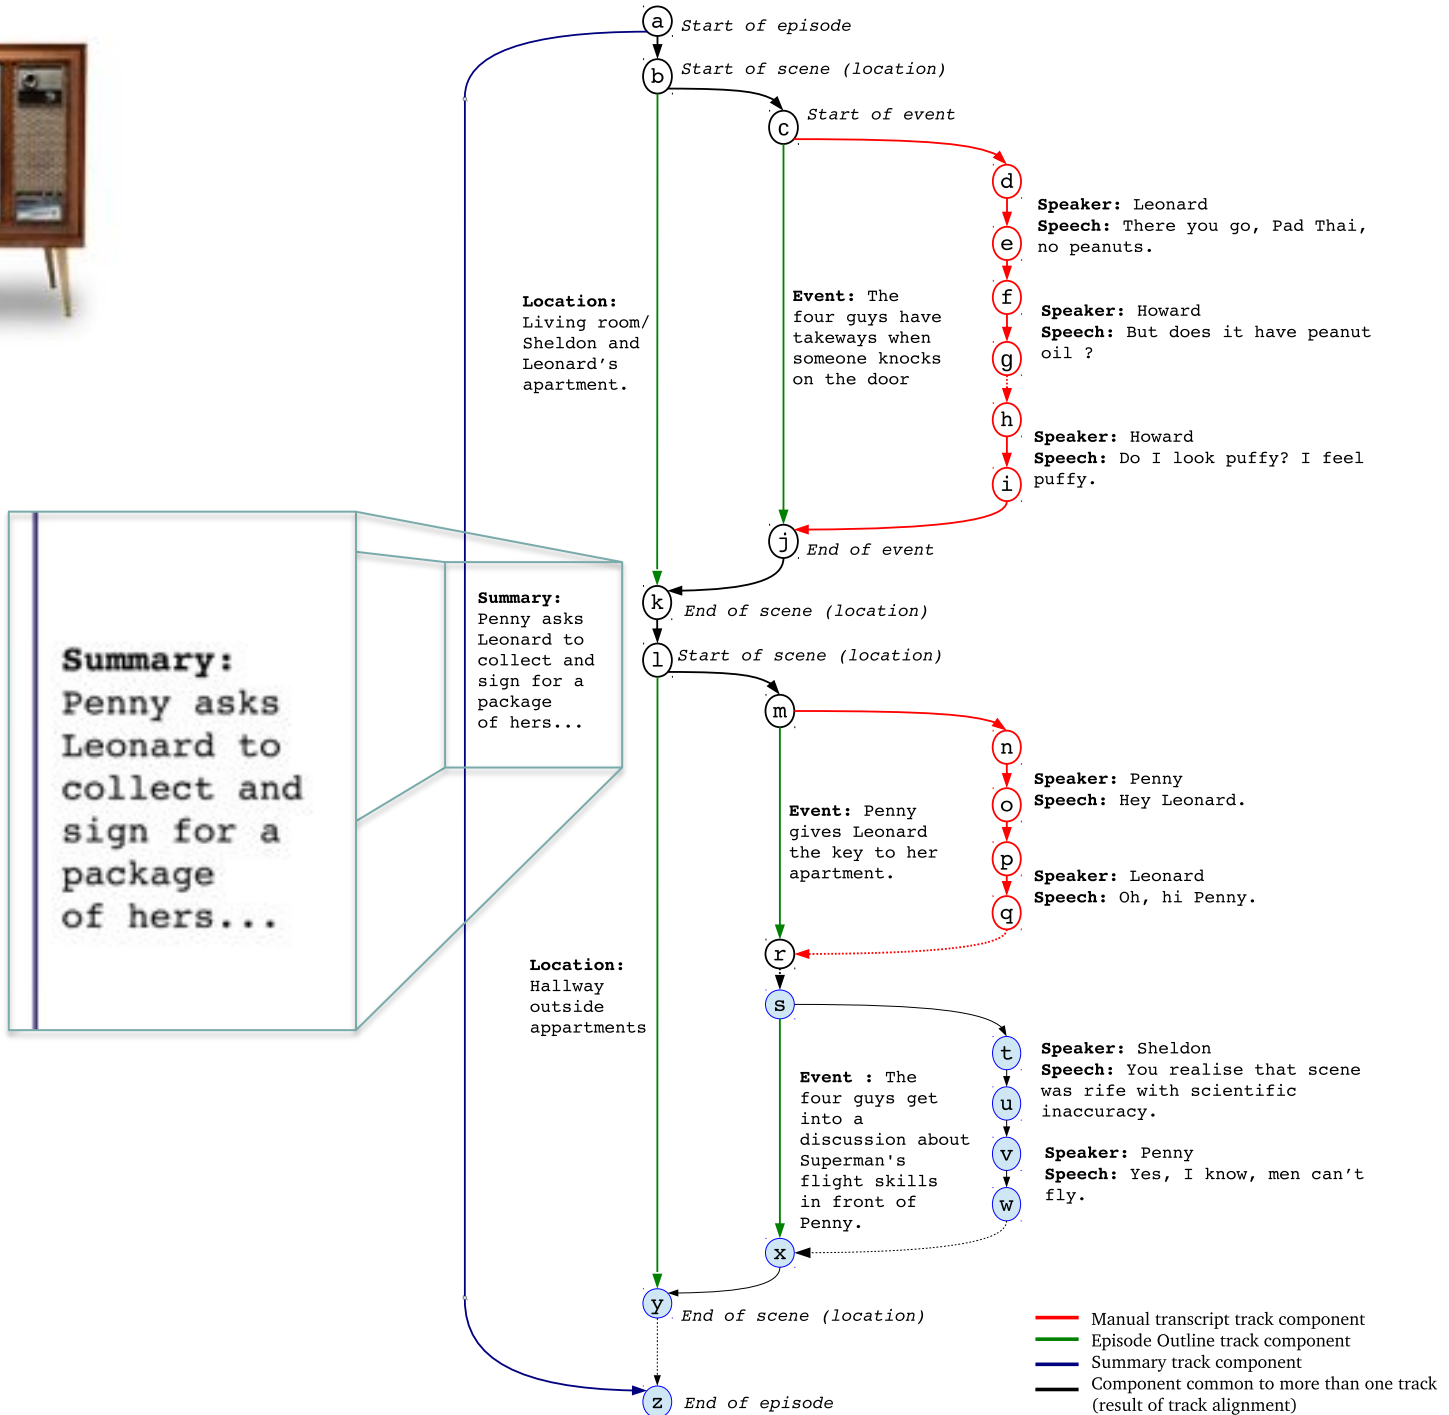 a Start of episode
b Start of scene (location)
c Start of event
d
Speaker: Leonard
Speech: There you go, Pad Thai,
no peanuts.
e
f
Speaker: Howard
Speech: But does it have peanut
oil ?
g
h
Speaker: Howard
Speech: Do I look puffy? I feel
puffy.
i
Location:
Living room/
Sheldon and
Leonard's
apartment.
Event: The
four guys have
takeways when
someone knocks
on the door
j End of event
k End of scene (location)
Summary:
Penny asks
Leonard to
collect and
sign for a
package
of hers...
Summary:
Penny asks
Leonard to
collect and
sign for a
package
of hers...
l Start of scene (location)
m
n
Speaker: Penny
Speech: Hey Leonard.
o
p
Speaker: Leonard
Speech: Oh, hi Penny.
q
Event: Penny
gives Leonard
the key to her
apartment.
r
Location:
Hallway
outside
appartments
s
t
Speaker: Sheldon
Speech: You realise that scene
was rife with scientific
inaccuracy.
u
v
Speaker: Penny
Speech: Yes, I know, men can't
fly.
w
Event : The
four guys get
into a
discussion about
Superman's
flight skills
in front of
Penny.
x
y End of scene (location)
z End of episode
Manual transcript track component
Episode Outline track component
Summary track component
Component common to more than one track
(result of track alignment)